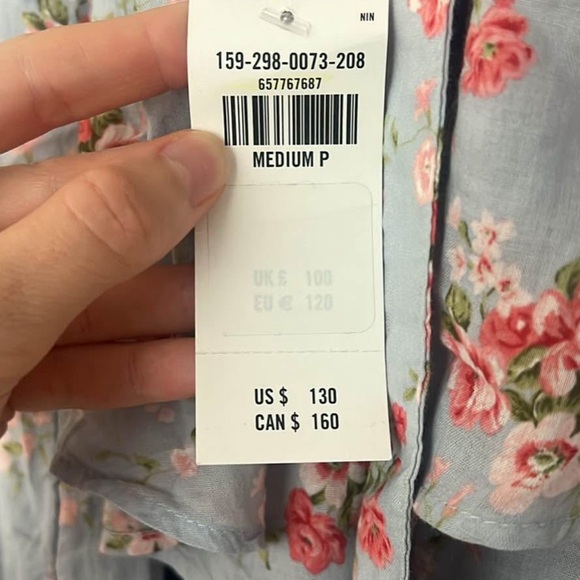 NIN
159-298-0073-208
657767687
MEDIUM P
UK £ 100
EU € 120
US $ 130
CAN $ 160